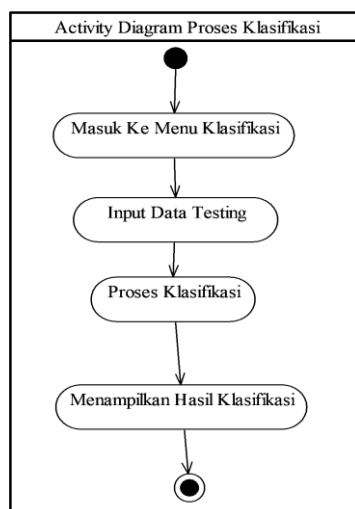 Activity Diagram Proses Klasifikasi
Masuk Ke Menu Klasifikasi
Input Data Testing
Proses Klasifikasi
Menampilkan Hasil Klasifikasi